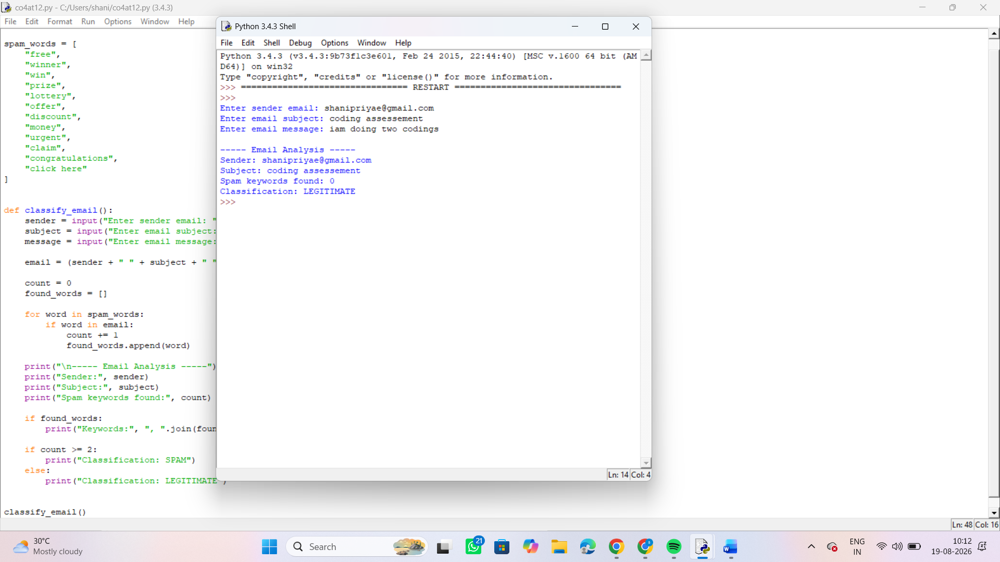 co4at12.py - C:/Users/shani/co4at12.py (3.4.3)
File Edit Format Run Options Window Help
spam_words = [
"free",
"winner",
"win",
"prize",
"lottery",
"offer",
"discount",
"money",
"urgent",
"claim",
"congratulations",
"click here"
]
def classify_email():
sender = input("Enter sender email: "
subject = input("Enter email subject:
message = input("Enter email message:
email = (sender + " " + subject + " "
count = 0
found_words = []
for word in spam_words:
if word in email:
count += 1
found_words.append(word)
print("\n----- Email Analysis -----")
print("Sender:", sender)
print("Subject:", subject)
print("Spam keywords found:", count)
if found_words:
print("Keywords:", ", ".join(foun
if count >= 2:
print("Classification: SPAM")
else:
print("Classification: LEGITIMATE")
classify_email()
Ln: 48 Col: 16
Python 3.4.3 Shell
File Edit Shell Debug Options Window Help
Python 3.4.3 (v3.4.3:9b73f1c3e601, Feb 24 2015, 22:44:40) [MSC v.1600 64 bit (AM
D64)] on win32
Type "copyright", "credits" or "license()" for more information.
>>> ================================ RESTART ================================
>>>
Enter sender email: shanipriyae@gmail.com
Enter email subject: coding assessement
Enter email message: iam doing two codings
----- Email Analysis -----
Sender: shanipriyae@gmail.com
Subject: coding assessement
Spam keywords found: 0
Classification: LEGITIMATE
>>>
Ln: 14 Col: 4
30°C
Mostly cloudy
Search
21
ENG
IN
10:12
19-08-2026